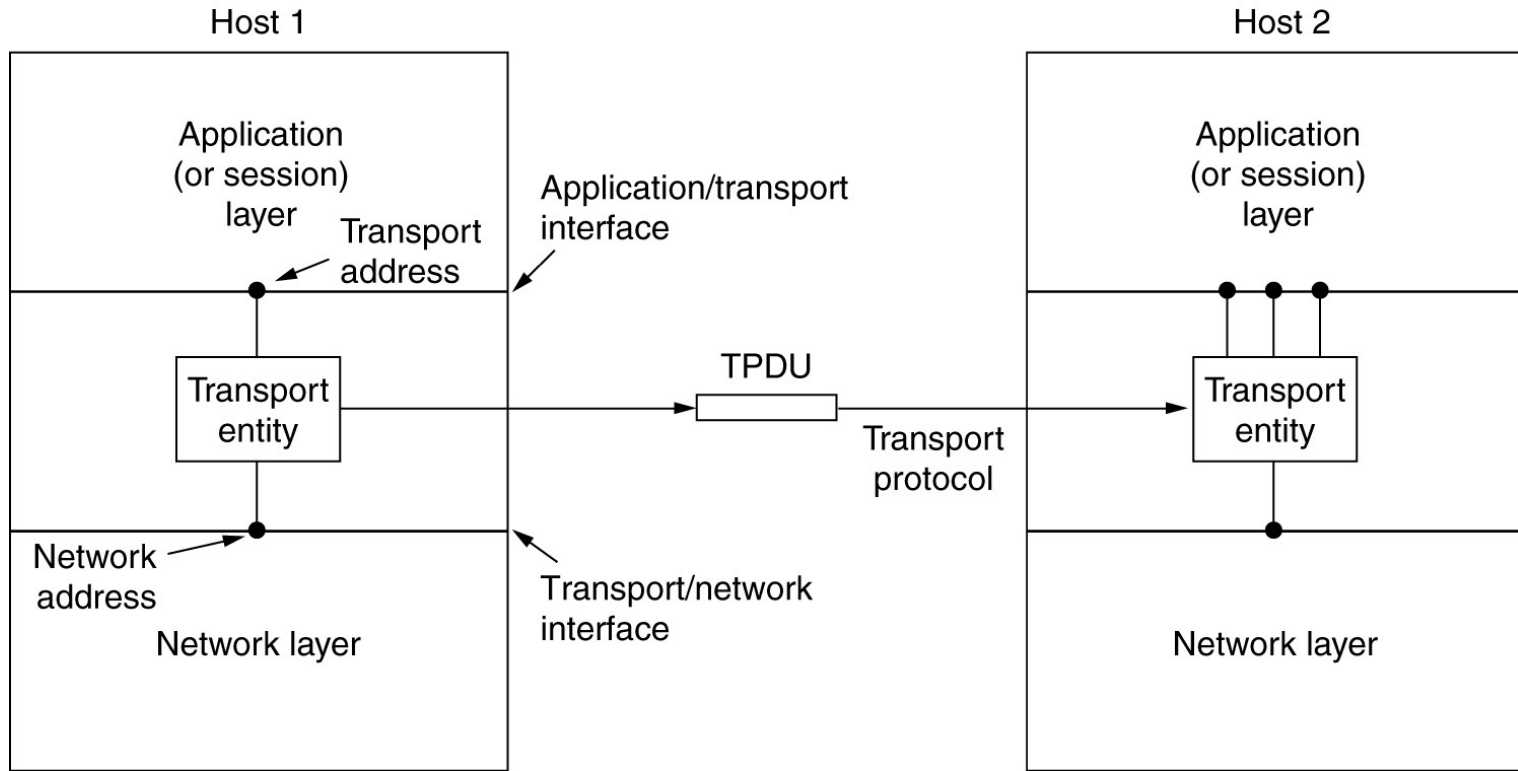 Host 1
Host 2
Application
(or session)
layer
Transport
address
Application/transport
interface
Application
(or session)
layer
Transport
entity
TPDU
Transport
protocol
Transport
entity
Network
address
Transport/network
interface
Network layer
Network layer